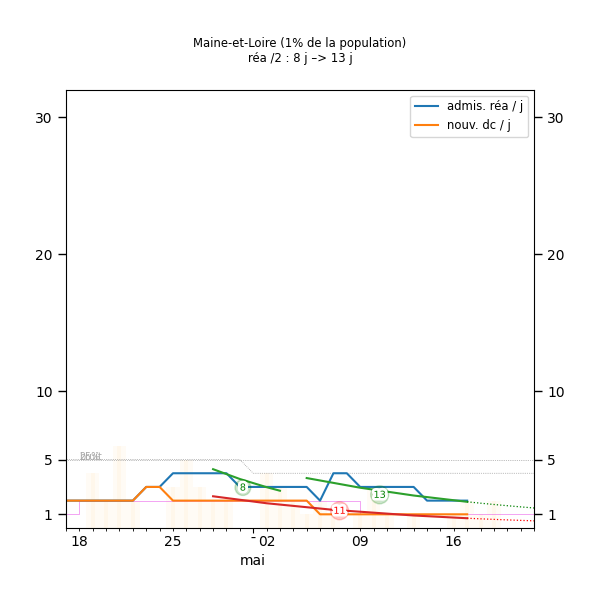 Maine-et-Loire (1% de la population)
réa /2 : 8 j –> 13 j
admis. réa / j
nouv. dc / j
30 30
20 20
10 10
5 5
1 1
8
13
11
18 25 02 09 16
mai